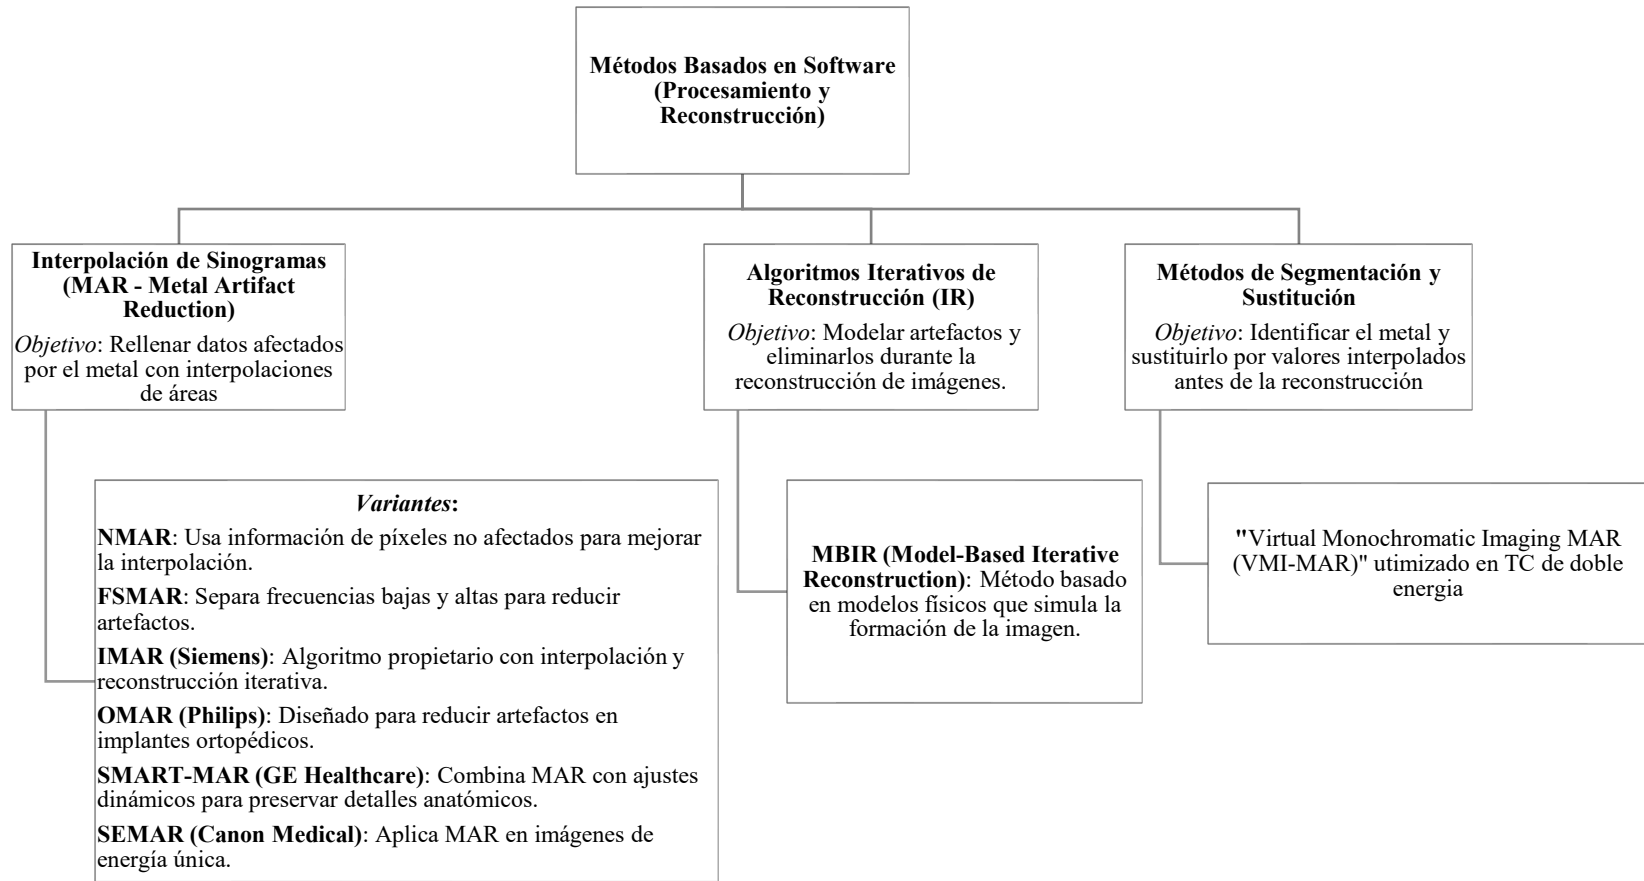 Métodos Basados en Software
(Procesamiento y
Reconstrucción)
Interpolación de Sinogramas
(MAR - Metal Artifact
Reduction)
Objetivo: Rellenar datos afectados
por el metal con interpolaciones
de áreas
Variantes:
NMAR: Usa información de píxeles no afectados para mejorar
la interpolación.
FSMAR: Separa frecuencias bajas y altas para reducir
artefactos.
IMAR (Siemens): Algoritmo propietario con interpolación y
reconstrucción iterativa.
OMAR (Philips): Diseñado para reducir artefactos en
implantes ortopédicos.
SMART-MAR (GE Healthcare): Combina MAR con ajustes
dinámicos para preservar detalles anatómicos.
SEMAR (Canon Medical): Aplica MAR en imágenes de
energía única.
Algoritmos Iterativos de
Reconstrucción (IR)
Objetivo: Modelar artefactos y
eliminarlos durante la
reconstrucción de imágenes.
MBIR (Model-Based Iterative
Reconstruction): Método basado
en modelos físicos que simula la
formación de la imagen.
Métodos de Segmentación y
Sustitución
Objetivo: Identificar el metal y
sustituirlo por valores interpolados
antes de la reconstrucción
"Virtual Monochromatic Imaging MAR
(VMI-MAR)" utimizado en TC de doble
energia